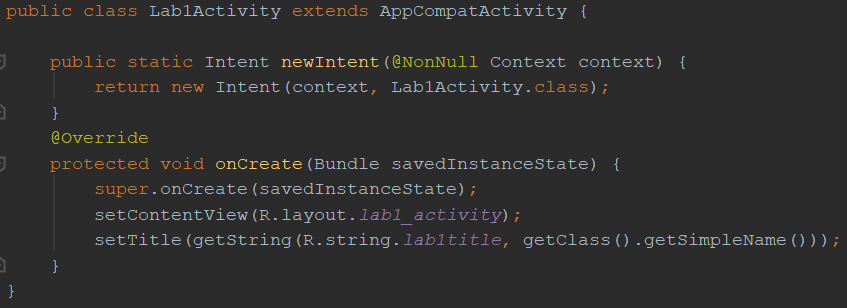 public class Lab1Activity extends AppCompatActivity {
public static Intent newIntent(@NonNull Context context) {
return new Intent(context, Lab1Activity.class);
}
@Override
protected void onCreate(Bundle savedInstanceState) {
super.onCreate(savedInstanceState);
setContentView(R.layout.lab1_activity);
setTitle(getString(R.string.lab1title, getClass().getSimpleName()));
}
}